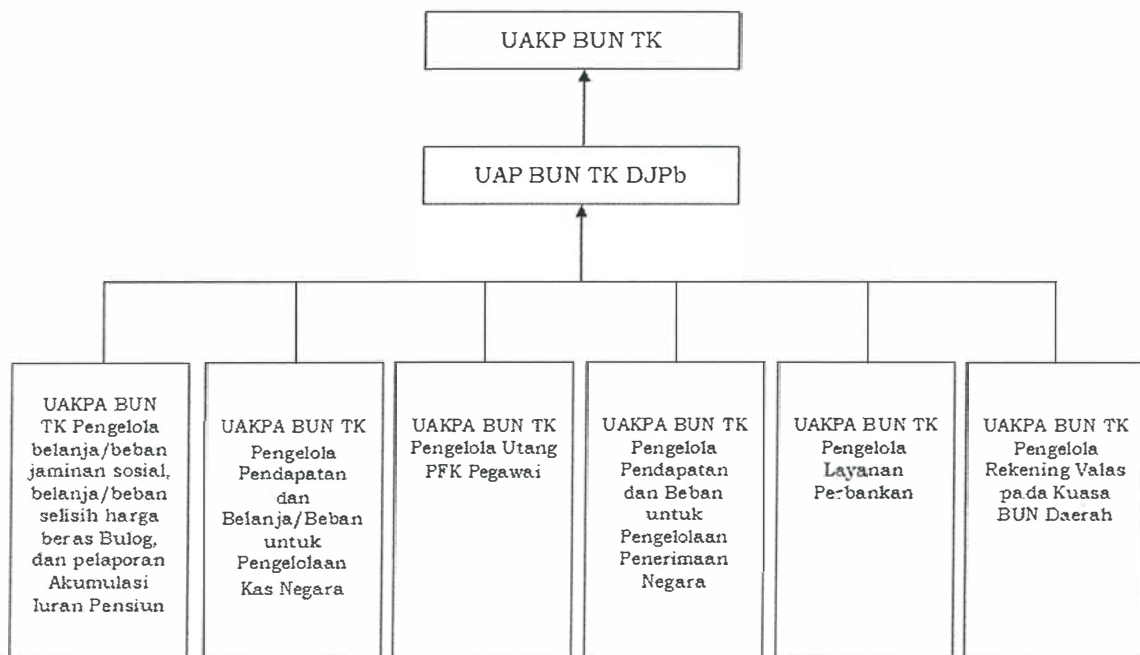 UAKP BUN TK
UAP BUN TK DJPb
UAKPA BUN
TK Pengelola
belanja/beban
jaminan sosial,
belanja/beban
selisih harga
beras Bulog,
dan pelaporan
Akumulasi
Iuran Pensiun
UAKPA BUN TK
Pengelola
Pendapatan
dan
Belanja/Beban
untuk
Pengelolaan
Kas Negara
UAKPA BUN TK
Pengelola Utang
PFK Pegawai
UAKPA BUN TK
Pengelola
Pendapatan
dan Beban
untuk
Pengelolaan
Penerimaan
Negara
UAKPA BUN TK
Pengelola
Layanan
Perbankan
UAKPA BUN TK
Pengelola
Rekening Valas
pada Kuasa
BUN Daerah